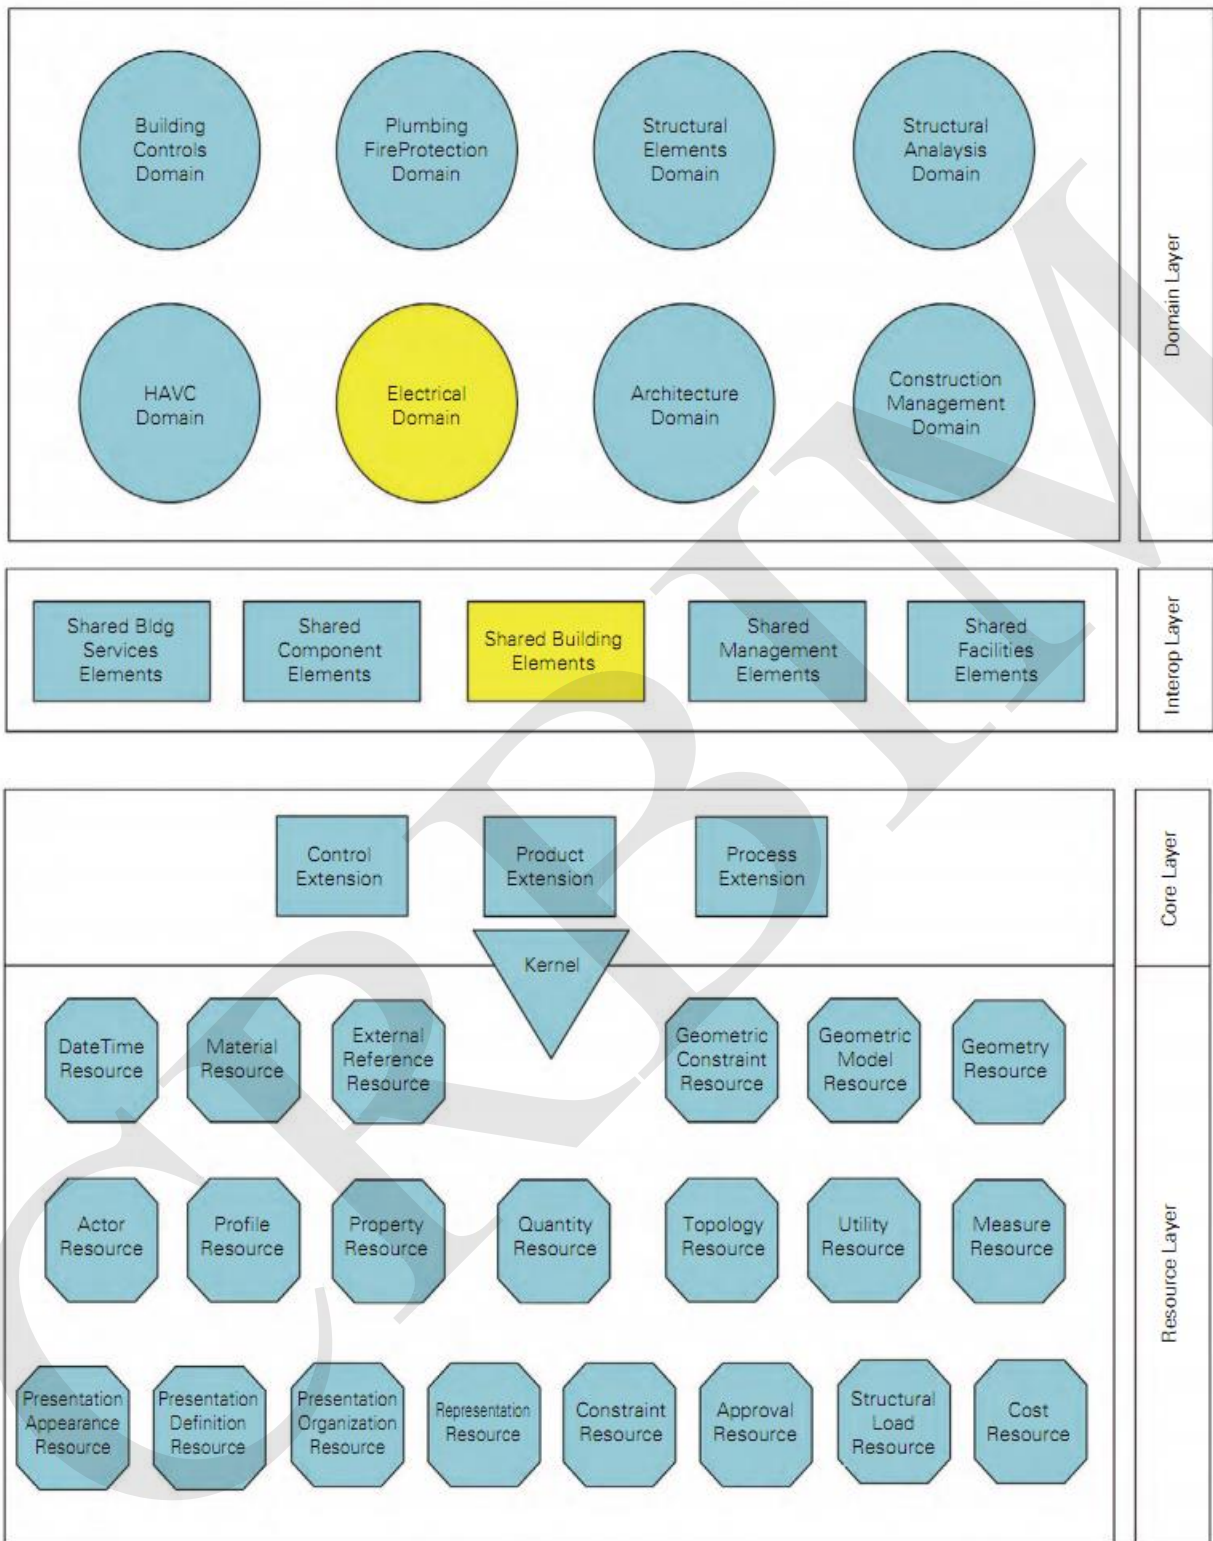 Building
Controls
Domain
Plumbing
FireProtection
Domain
Structural
Elements
Domain
Structural
Analaysis
Domain
HAVC
Domain
Electrical
Domain
Architecture
Domain
Construction
Management
Domain
Domain Layer
Shared Bldg
Services
Elements
Shared
Component
Elements
Shared Building
Elements
Shared
Management
Elements
Shared
Facilities
Elements
Interop Layer
Control
Extension
Product
Extension
Process
Extension
Kernel
Core Layer
DateTime
Resource
Material
Resource
External
Reference
Resource
Geometric
Constraint
Resource
Geometric
Model
Resource
Geometry
Resource
Actor
Resource
Profile
Resource
Property
Resource
Quantity
Resource
Topology
Resource
Utility
Resource
Measure
Resource
Presentation
Appearance
Resource
Presentation
Definition
Resource
Presentation
Organization
Resource
Representation
Resource
Constraint
Resource
Approval
Resource
Structural
Load
Resource
Cost
Resource
Resource Layer
CRBIM